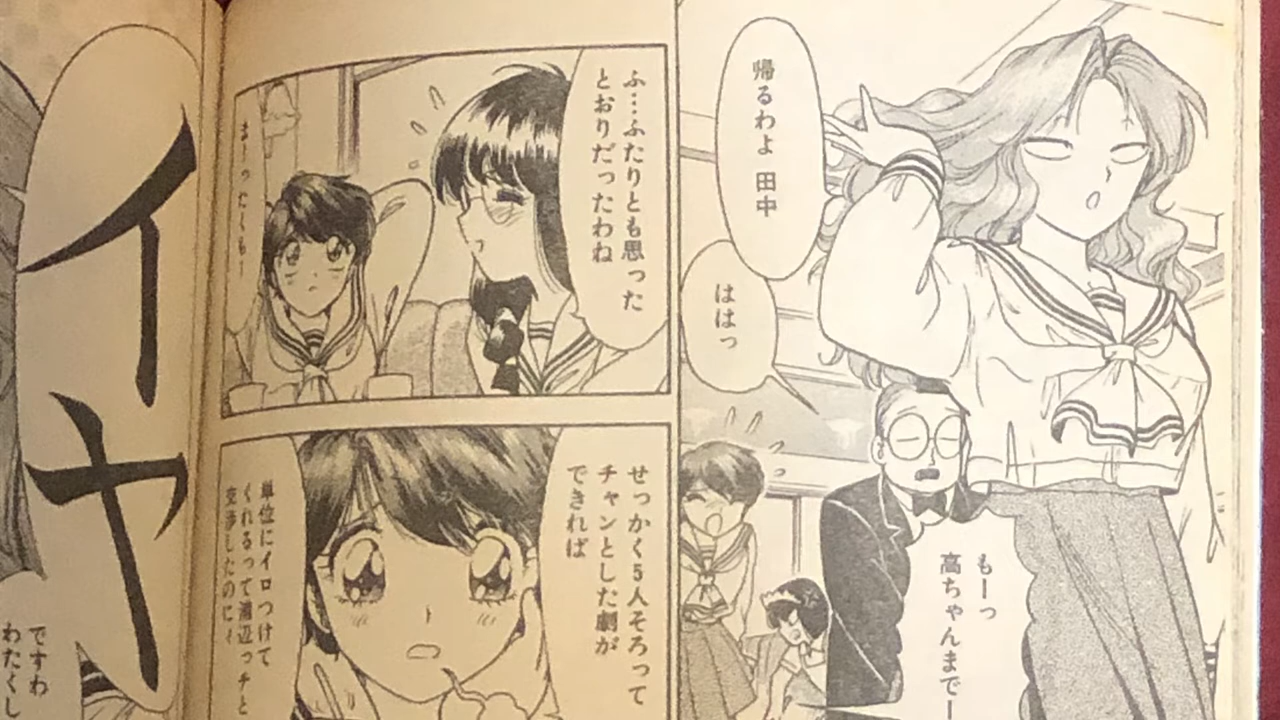 帰るわよ 田中
ははっ
もーっ
高ちゃんまでー
ふ…ふたりとも思った
とおりだったわね
まーったくもー
せっかく5人そろって
チャンとした劇が
できれば
単位にイロつけて
くれるって浦辺っチと
交渉したのにィ
イヤ
ですわ
わたくし